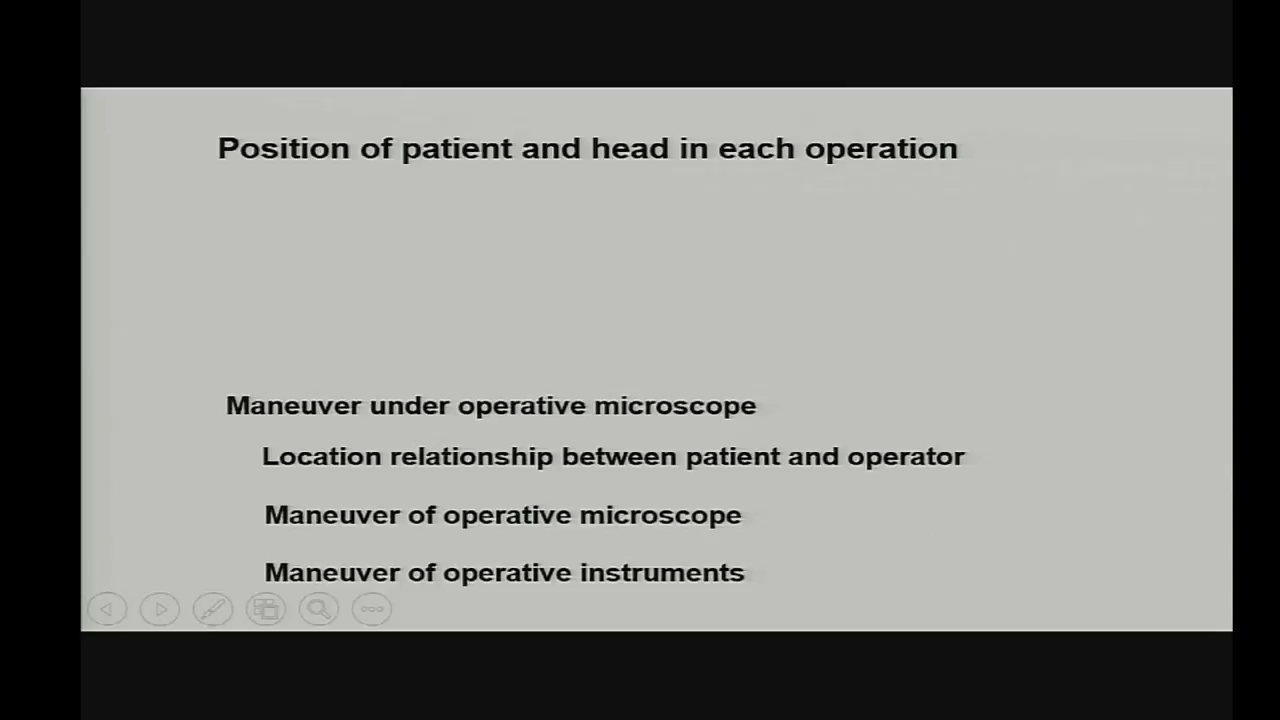 Position of patient and head in each operation
Maneuver under operative microscope
Location relationship between patient and operator
Maneuver of operative microscope
Maneuver of operative instruments